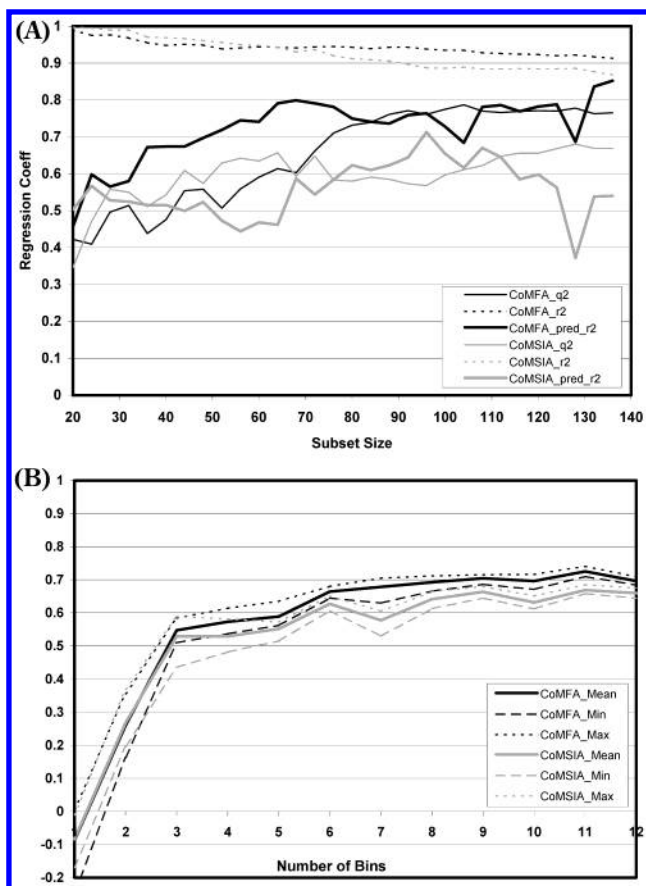 (A)
1
0.9
0.8
0.7
0.6
0.5
0.4
0.3
0.2
0.1
0
Regression Coeff
CoMFA_q2
CoMFA_r2
CoMFA_pred_r2
CoMSIA_q2
CoMSIA_r2
CoMSIA_pred_r2
20 30 40 50 60 70 80 90 100 110 120 130 140
Subset Size
(B)
1
0.9
0.8
0.7
0.6
0.5
0.4
0.3
0.2
0.1
0
-0.1
-0.2
CoMFA_Mean
CoMFA_Min
CoMFA_Max
CoMSIA_Mean
CoMSIA_Min
CoMSIA_Max
2 3 4 5 6 7 8 9 10 11 12
Number of Bins